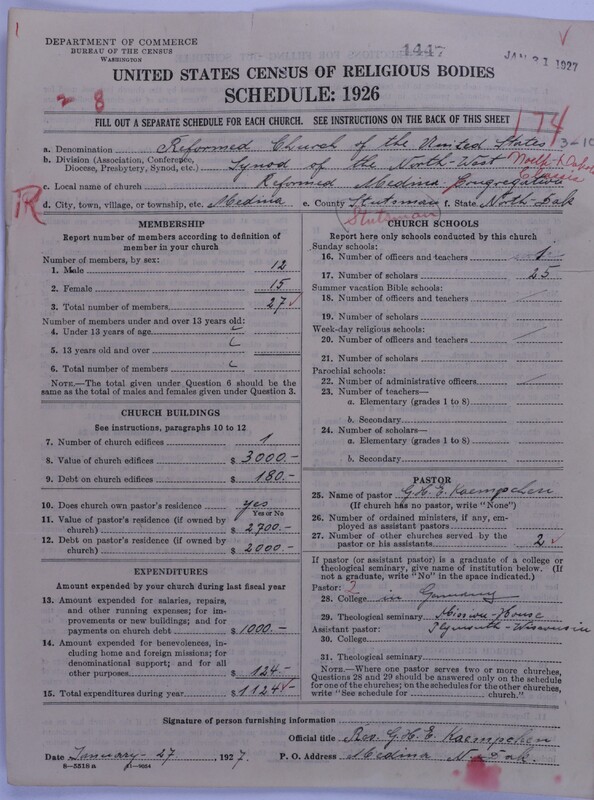 DEPARTMENT OF COMMERCE
BUREAU OF THE CENSUS
WASHINGTON
1447
JAN 31 1927
UNITED STATES CENSUS OF RELIGIOUS BODIES
SCHEDULE: 1926
2 8
174
FILL OUT A SEPARATE SCHEDULE FOR EACH CHURCH. SEE INSTRUCTIONS ON THE BACK OF THIS SHEET
3-10
a. Denomination Reformed Church of the United States
b. Division (Association, Conference, Diocese, Presbytery, Synod, etc.) Synod of the North-West North-Dakota Classis
c. Local name of church Reformed Medina Congregation
R
d. City, town, village, or township, etc. Medina e. County Stutsman f. State North-Dak
Stutsman
MEMBERSHIP
Report number of members according to definition of
member in your church
Number of members, by sex:
1. Male 12
2. Female 15
3. Total number of members 27
Number of members under and over 13 years old:
4. Under 13 years of age
5. 13 years old and over
6. Total number of members
NOTE.—The total given under Question 6 should be the
same as the total of males and females given under Question 3.
CHURCH BUILDINGS
See instructions, paragraphs 10 to 12
7. Number of church edifices 1
8. Value of church edifices $ 3000.-
9. Debt on church edifices $ 180.-
10. Does church own pastor's residence? yes
Yes or No
11. Value of pastor's residence (if owned by
church) $ 2700.-
12. Debt on pastor's residence (if owned by
church) $ 2000.-
EXPENDITURES
Amount expended by your church during last fiscal year
13. Amount expended for salaries, repairs,
and other running expenses; for im-
provements or new buildings; and for
payments on church debt $ 1000.-
14. Amount expended for benevolences, in-
cluding home and foreign missions; for
denominational support; and for all
other purposes $ 124.-
15. Total expenditures during year $ 1124.-
CHURCH SCHOOLS
Report here only schools conducted by this church
Sunday schools:
16. Number of officers and teachers 1
17. Number of scholars 25
Summer vacation Bible schools:
18. Number of officers and teachers
19. Number of scholars
Week-day religious schools:
20. Number of officers and teachers
21. Number of scholars
Parochial schools:
22. Number of administrative officers
23. Number of teachers—
a. Elementary (grades 1 to 8)
b. Secondary
24. Number of scholars—
a. Elementary (grades 1 to 8)
b. Secondary
PASTOR
25. Name of pastor G.H.E. Kaempchen
(If church has no pastor, write "None")
26. Number of ordained ministers, if any, em-
ployed as assistant pastors
27. Number of other churches served by the
pastor or his assistants 2
If pastor (or assistant pastor) is a graduate of a college or
theological seminary, give name of institution below. (If
not a graduate, write "No" in the space indicated.)
Pastor: 2
28. College in Germany
29. Theological seminary Mission-House
Assistant pastor: Plymouth-Wisconsin
30. College
31. Theological seminary
NOTE.—Where one pastor serves two or more churches,
Questions 28 and 29 should be answered only on the schedule
for one of the churches; on the schedules for the other churches,
write "See schedule for church."
Signature of person furnishing information
Official title Rev. G.H.E. Kaempchen
Date January-27, 1927. P. O. Address Medina N. Dak.
8-5518 a 11-9664